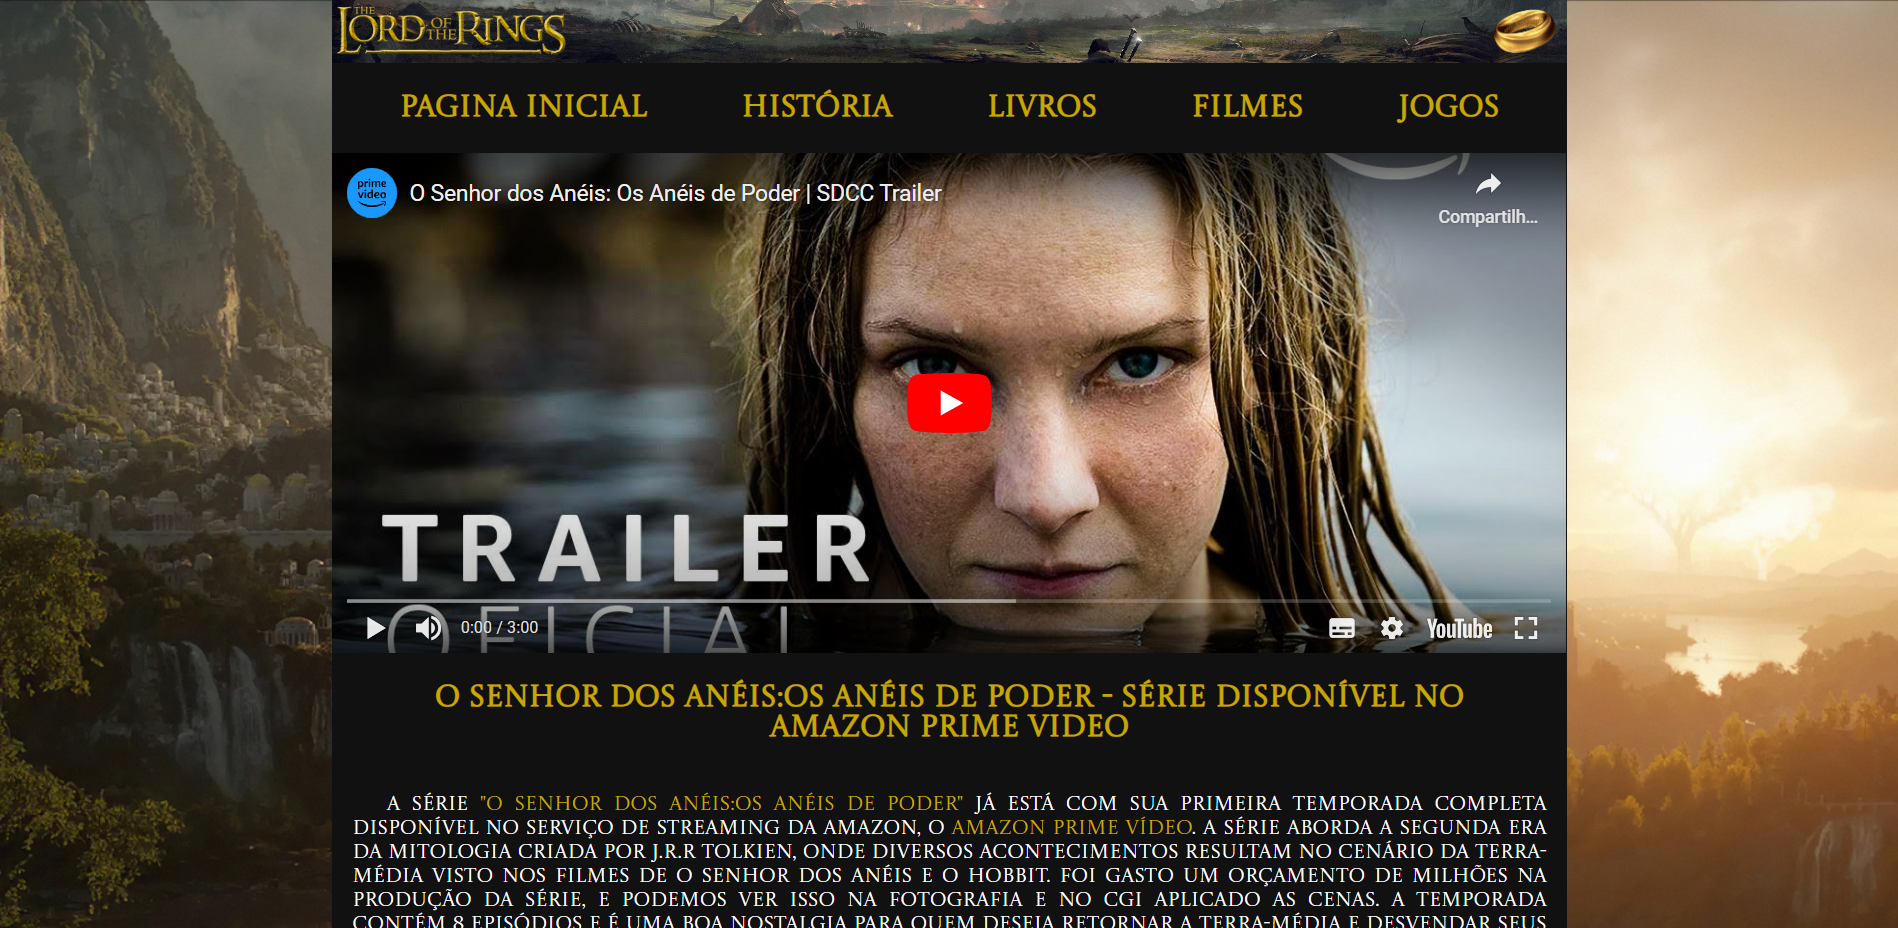 THE
LORD OF THE RINGS
PAGINA INICIAL HISTÓRIA LIVROS FILMES JOGOS
prime video
O Senhor dos Anéis: Os Anéis de Poder | SDCC Trailer
Compartilh...
TRAILER
OFICIAL
0:00 / 3:00
YouTube
O SENHOR DOS ANÉIS:OS ANÉIS DE PODER - SÉRIE DISPONÍVEL NO
AMAZON PRIME VIDEO
A SÉRIE "O SENHOR DOS ANÉIS:OS ANÉIS DE PODER" JÁ ESTÁ COM SUA PRIMEIRA TEMPORADA COMPLETA
DISPONÍVEL NO SERVIÇO DE STREAMING DA AMAZON, O AMAZON PRIME VÍDEO. A SÉRIE ABORDA A SEGUNDA ERA
DA MITOLOGIA CRIADA POR J.R.R TOLKIEN, ONDE DIVERSOS ACONTECIMENTOS RESULTAM NO CENÁRIO DA TERRA-
MÉDIA VISTO NOS FILMES DE O SENHOR DOS ANÉIS E O HOBBIT. FOI GASTO UM ORÇAMENTO DE MILHÕES NA
PRODUÇÃO DA SÉRIE, E PODEMOS VER ISSO NA FOTOGRAFIA E NO CGI APLICADO AS CENAS. A TEMPORADA
CONTÉM 8 EPISÓDIOS E É UMA BOA NOSTALGIA PARA QUEM DESEJA RETORNAR A TERRA-MÉDIA E DESVENDAR SEUS